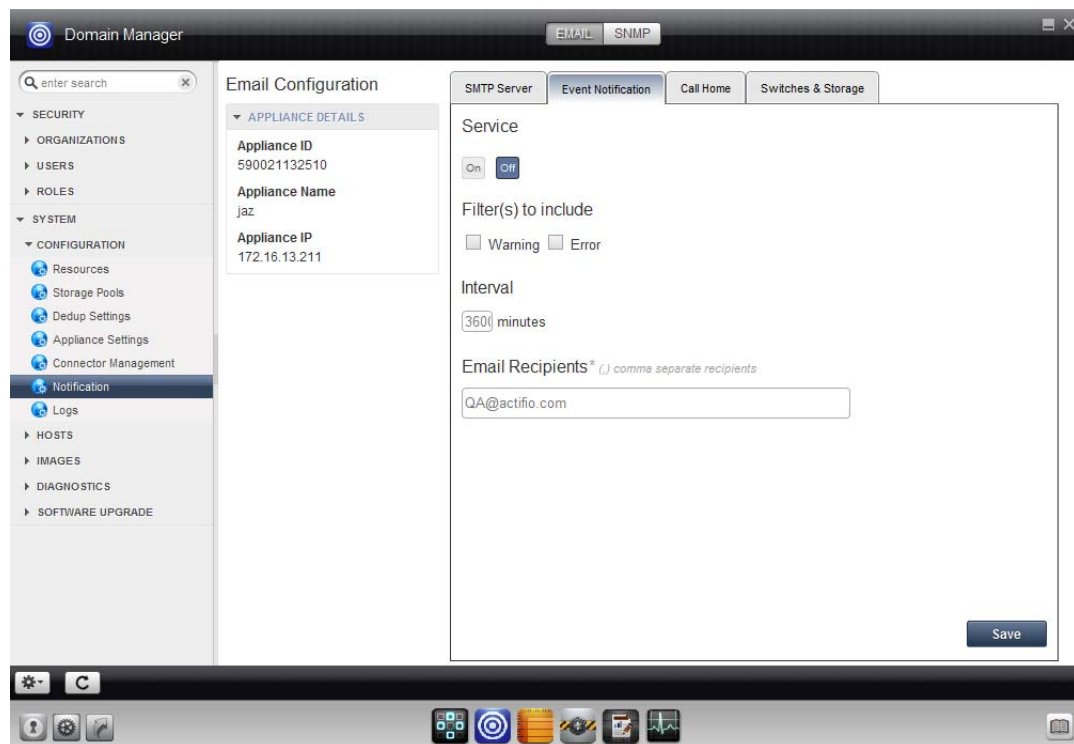 Domain Manager
EMAIL SNMP
enter search
SECURITY
ORGANIZATIONS
USERS
ROLES
SYSTEM
CONFIGURATION
Resources
Storage Pools
Dedup Settings
Appliance Settings
Connector Management
Notification
Logs
HOSTS
IMAGES
DIAGNOSTICS
SOFTWARE UPGRADE
Email Configuration
APPLIANCE DETAILS
Appliance ID
590021132510
Appliance Name
jaz
Appliance IP
172.16.13.211
SMTP Server Event Notification Call Home Switches & Storage
Service
On Off
Filter(s) to include
Warning Error
Interval
3600 minutes
Email Recipients* (,) comma separate recipients
QA@actifio.com
Save